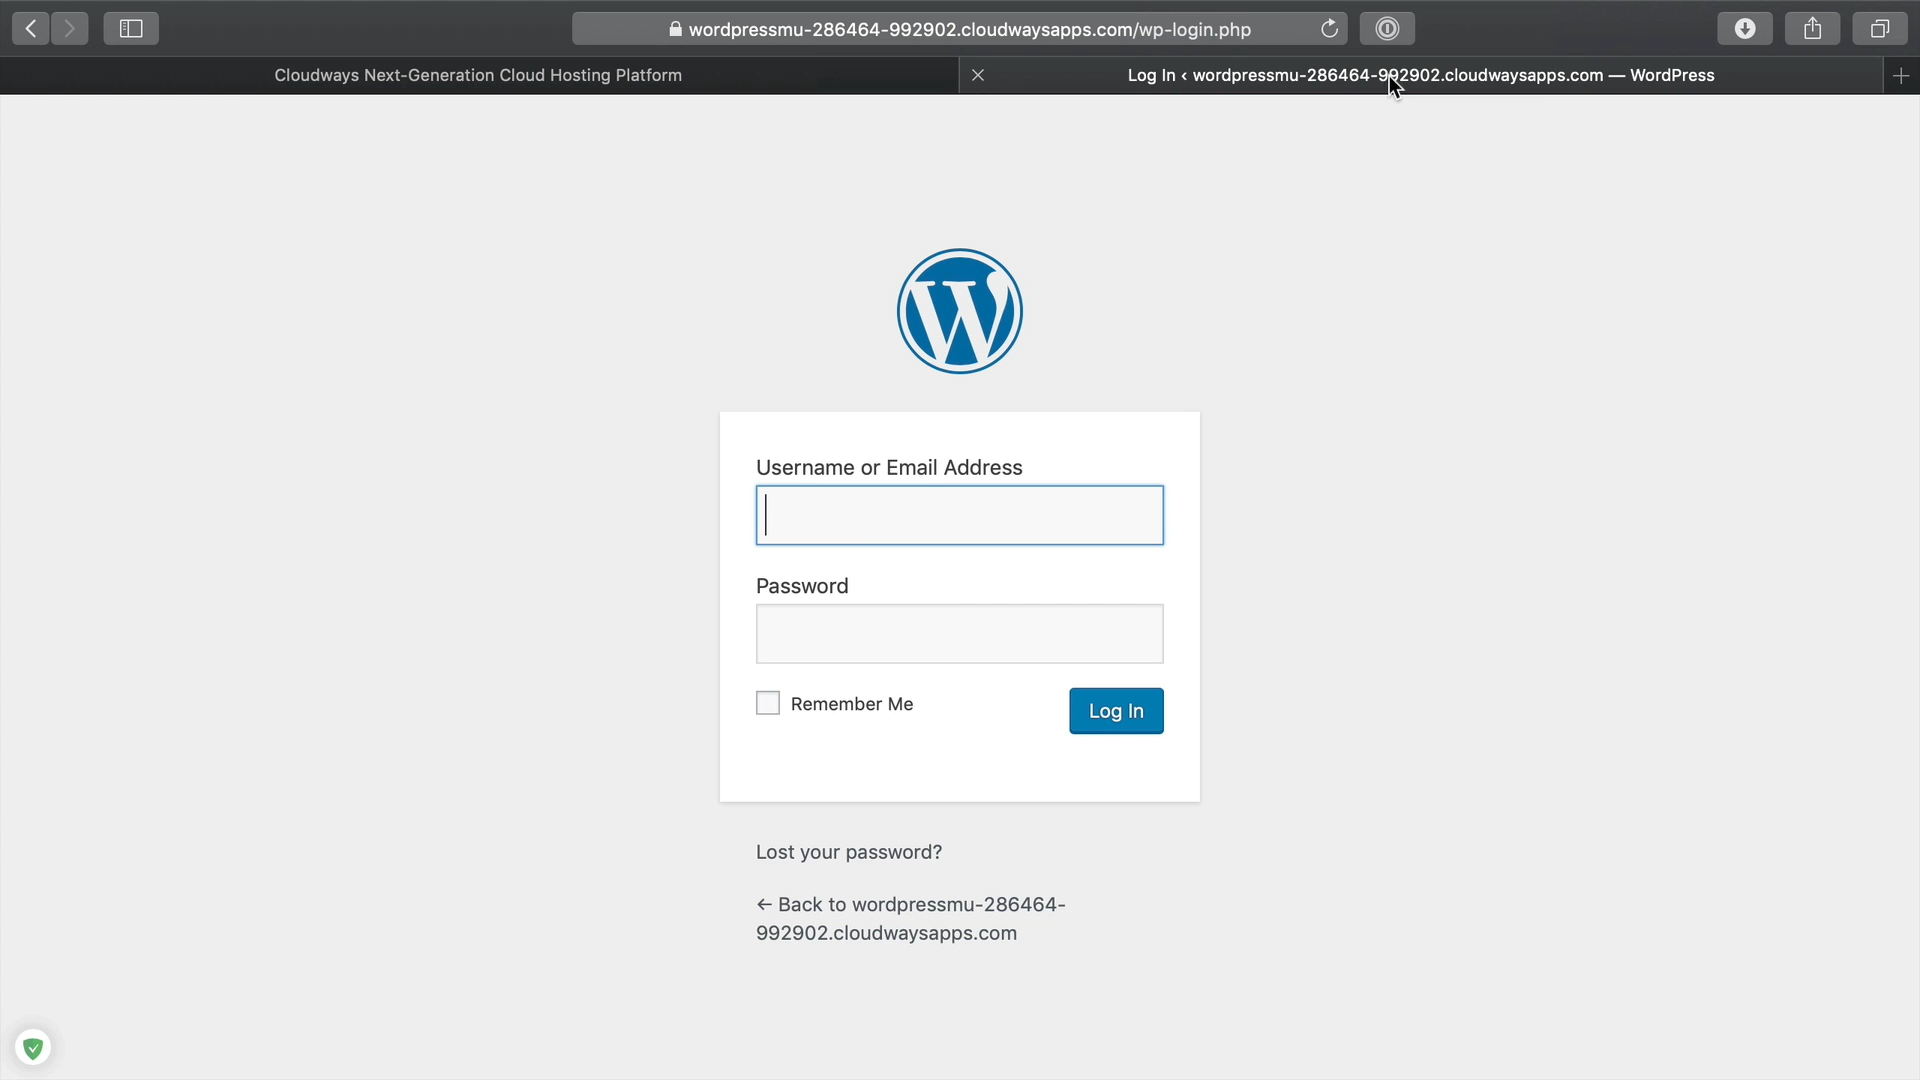 wordpressmu-286464-992902.cloudwaysapps.com/wp-login.php
Cloudways Next-Generation Cloud Hosting Platform
Log In ‹ wordpressmu-286464-992902.cloudwaysapps.com — WordPress
Username or Email Address
Password
Remember Me
Log In
Lost your password?
← Back to wordpressmu-286464-
992902.cloudwaysapps.com